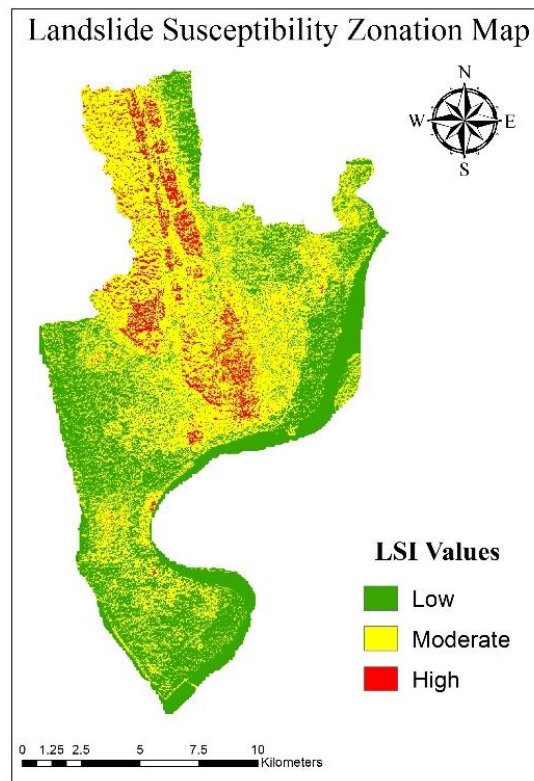 Landslide Susceptibility Zonation Map
N
W E
S
LSI Values
Low
Moderate
High
0 1.25 2.5 5 7.5 10
Kilometers